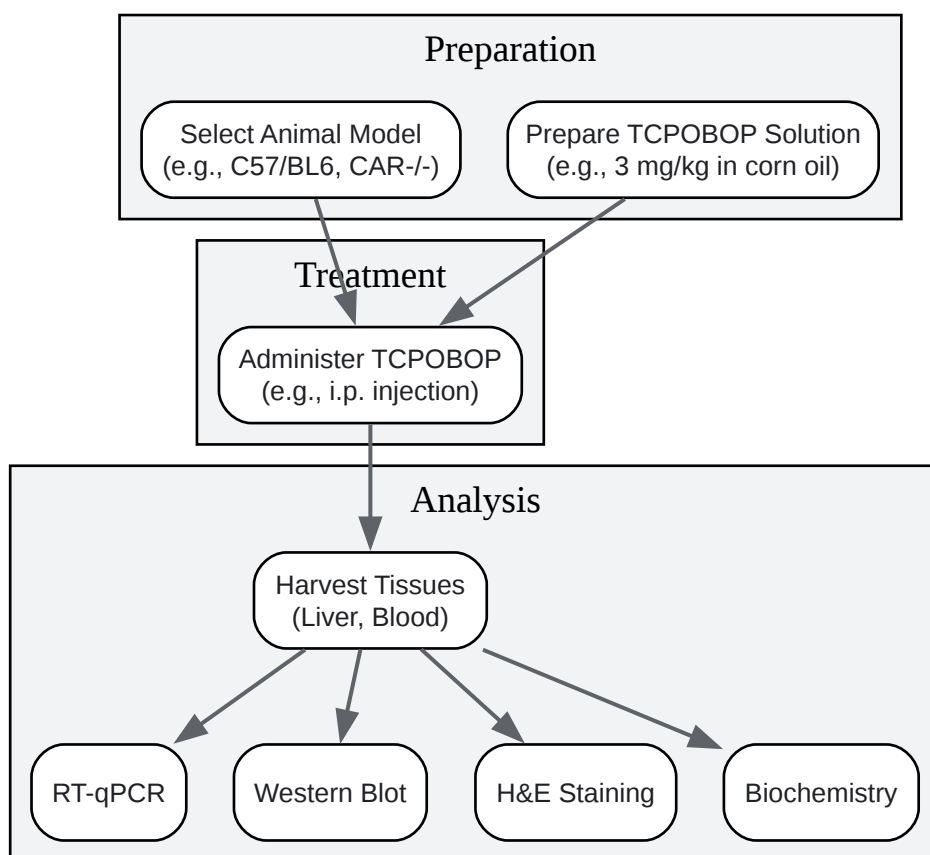 Preparation
Select Animal Model
(e.g., C57/BL6, CAR-/-)
Prepare TCPOBOP Solution
(e.g., 3 mg/kg in corn oil)
Treatment
Administer TCPOBOP
(e.g., i.p. injection)
Analysis
Harvest Tissues
(Liver, Blood)
RT-qPCR
Western Blot
H&E Staining
Biochemistry